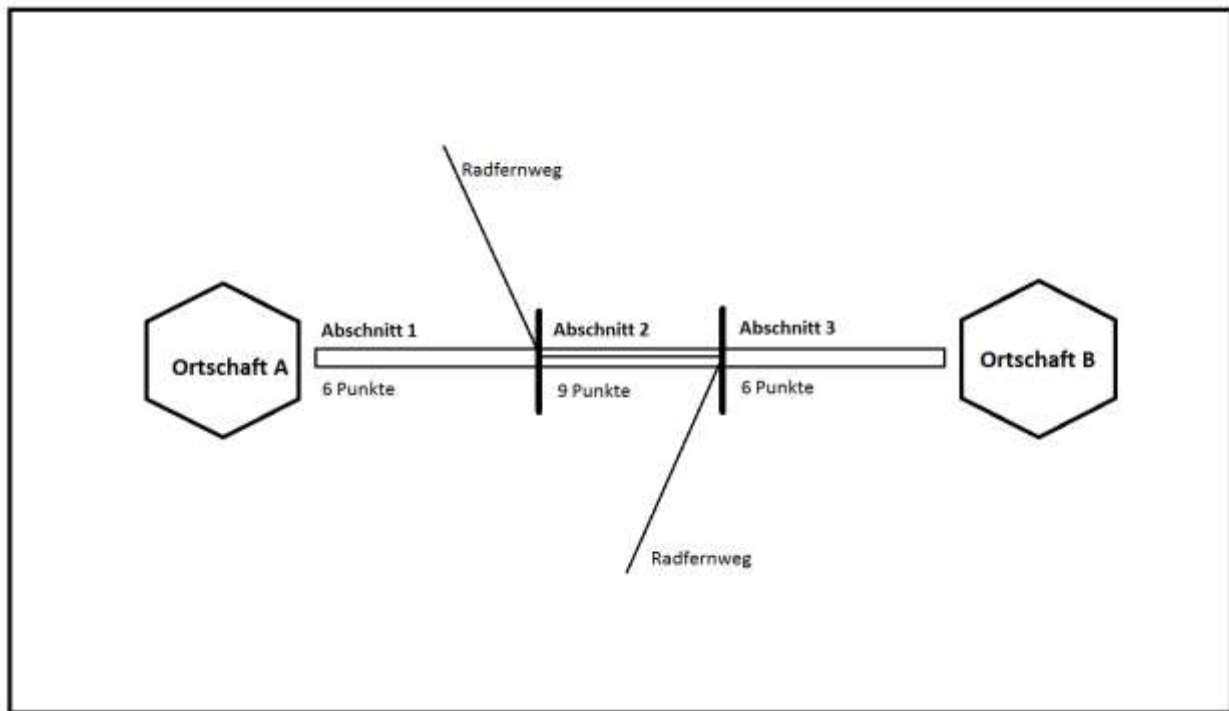 Radfernweg
Abschnitt 1
Abschnitt 2
Abschnitt 3
Ortschaft A
Ortschaft B
6 Punkte
9 Punkte
6 Punkte
Radfernweg